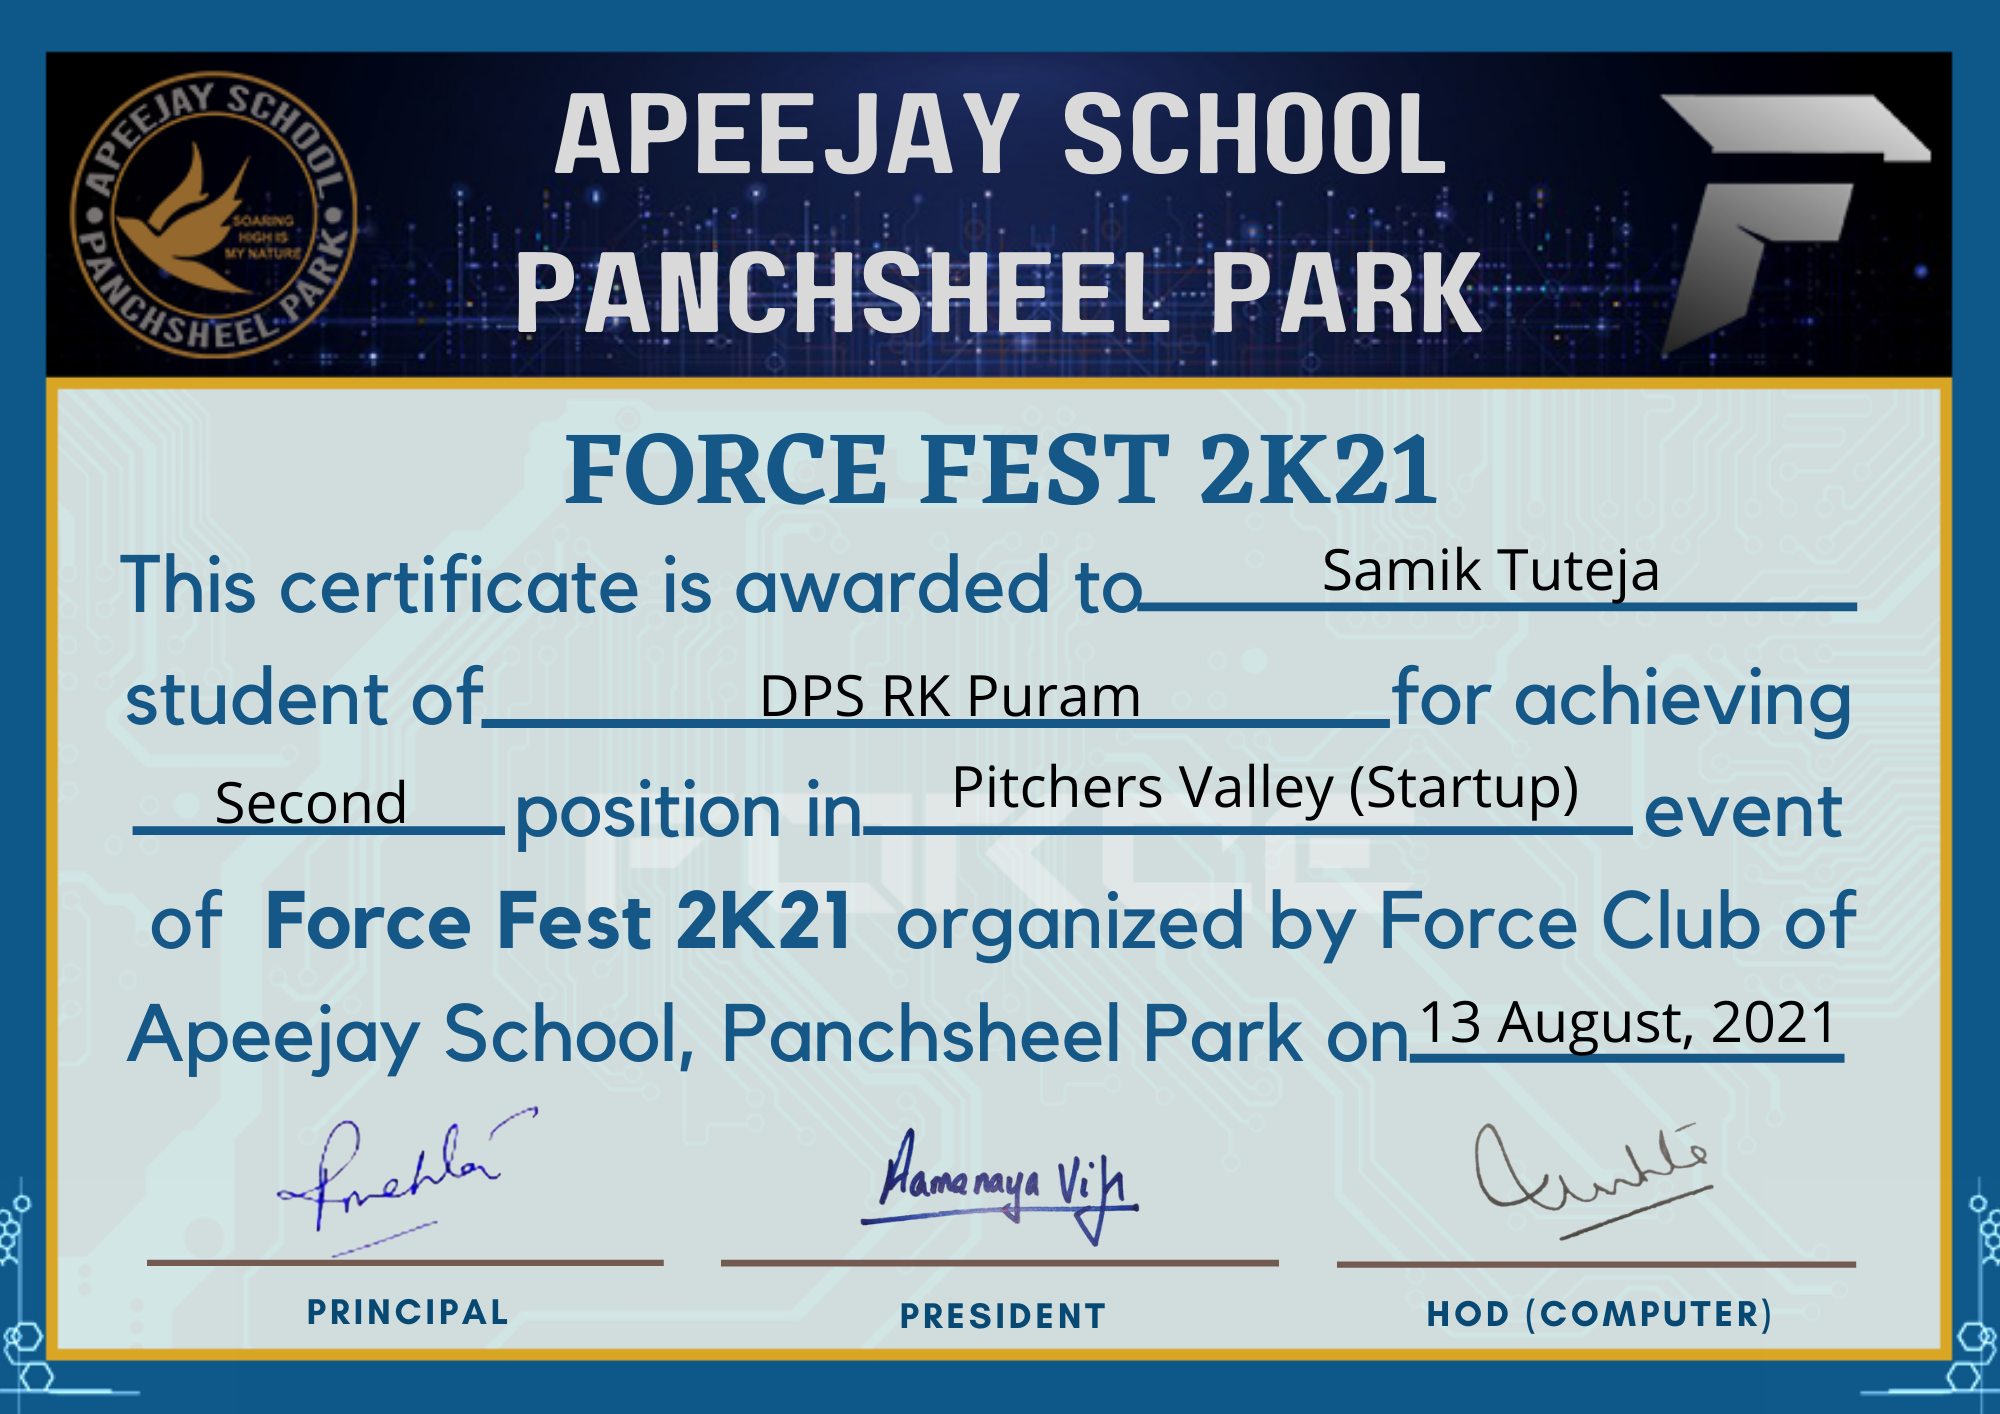 APEEJAY SCHOOL
PANCHSHEEL PARK
SOARING
HIGH IS
MY NATURE
APEEJAY SCHOOL
PANCHSHEEL PARK
FORCE FEST 2K21
This certificate is awarded to Samik Tuteja
student of DPS RK Puram for achieving
Second position in Pitchers Valley (Startup) event
FORCE
of Force Fest 2K21 organized by Force Club of
Apeejay School, Panchsheel Park on 13 August, 2021
Vij
PRINCIPAL
PRESIDENT
HOD (COMPUTER)